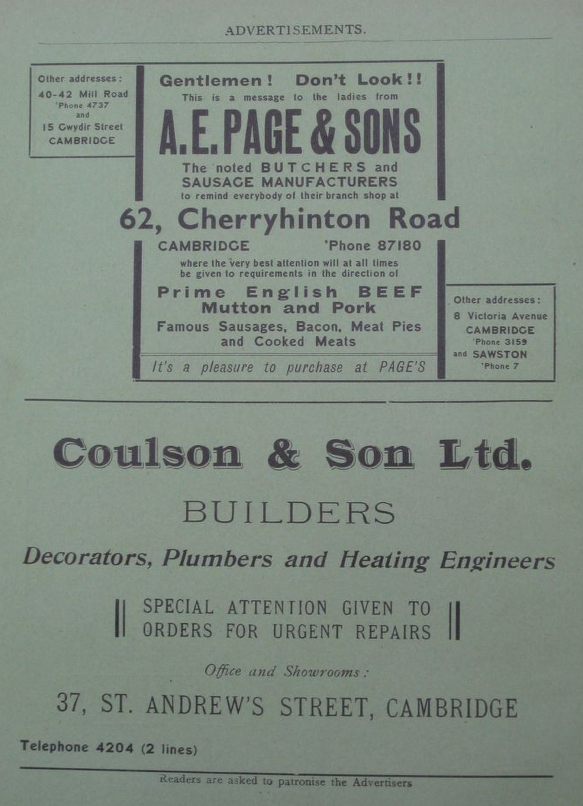 ADVERTISEMENTS.
Other addresses:
40-42 Mill Road
'Phone 4737
and
15 Gwydir Street
CAMBRIDGE
Gentlemen! Don't Look!!
This is a message to the ladies from
A.E.PAGE & SONS
The noted BUTCHERS and
SAUSAGE MANUFACTURERS
to remind everybody of their branch shop at
62, Cherryhinton Road
CAMBRIDGE 'Phone 87180
where the very best attention will at all times
be given to requirements in the direction of
Prime English BEEF
Mutton and Pork
Famous Sausages, Bacon, Meat Pies
and Cooked Meats
It's a pleasure to purchase at PAGE'S
Other addresses:
8 Victoria Avenue
CAMBRIDGE
'Phone 3159
and SAWSTON
'Phone 7
Coulson & Son Ltd.
BUILDERS
Decorators, Plumbers and Heating Engineers
SPECIAL ATTENTION GIVEN TO
ORDERS FOR URGENT REPAIRS
Office and Showrooms:
37, ST. ANDREW'S STREET, CAMBRIDGE
Telephone 4204 (2 lines)
Readers are asked to patronise the Advertisers